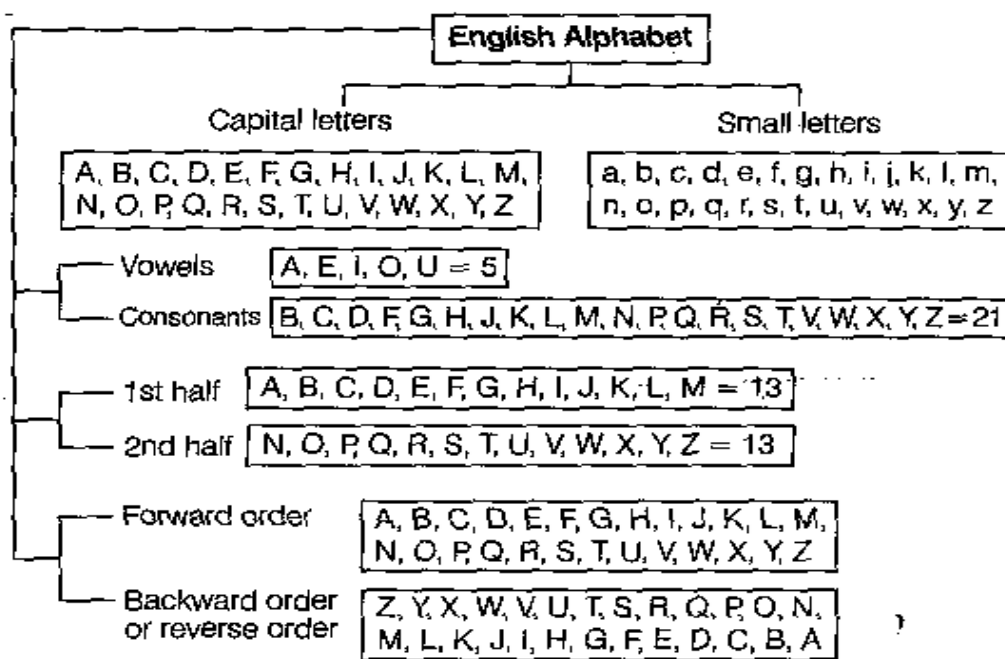 English Alphabet
Capital letters
Small letters
A, B, C, D, E, F, G, H, I, J, K, L, M,
N, O, P, Q, R, S, T, U, V, W, X, Y, Z
a, b, c, d, e, f, g, h, i, j, k, l, m,
n, o, p, q, r, s, t, u, v, w, x, y, z
Vowels
A, E, I, O, U = 5
Consonants
B, C, D, F, G, H, J, K, L, M, N, P, Q, R, S, T, V, W, X, Y, Z=21
1st half
A, B, C, D, E, F, G, H, I, J, K, L, M = 13
2nd half
N, O, P, Q, R, S, T, U, V, W, X, Y, Z = 13
Forward order
A, B, C, D, E, F, G, H, I, J, K, L, M,
N, O, P, Q, R, S, T, U, V, W, X, Y, Z
Backward order
or reverse order
Z, Y, X, W, V, U, T, S, R, Q, P, O, N,
M, L, K, J, I, H, G, F, E, D, C, B, A